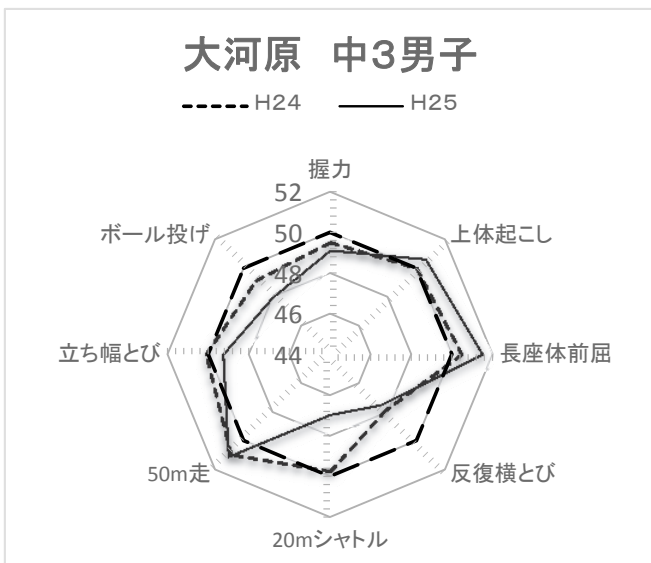 大河原 中3男子
H24 H25
握力
52
ボール投げ 50 上体起こし
48
46
立ち幅とび 44 長座体前屈
50m走 反復横とび
20mシャトル